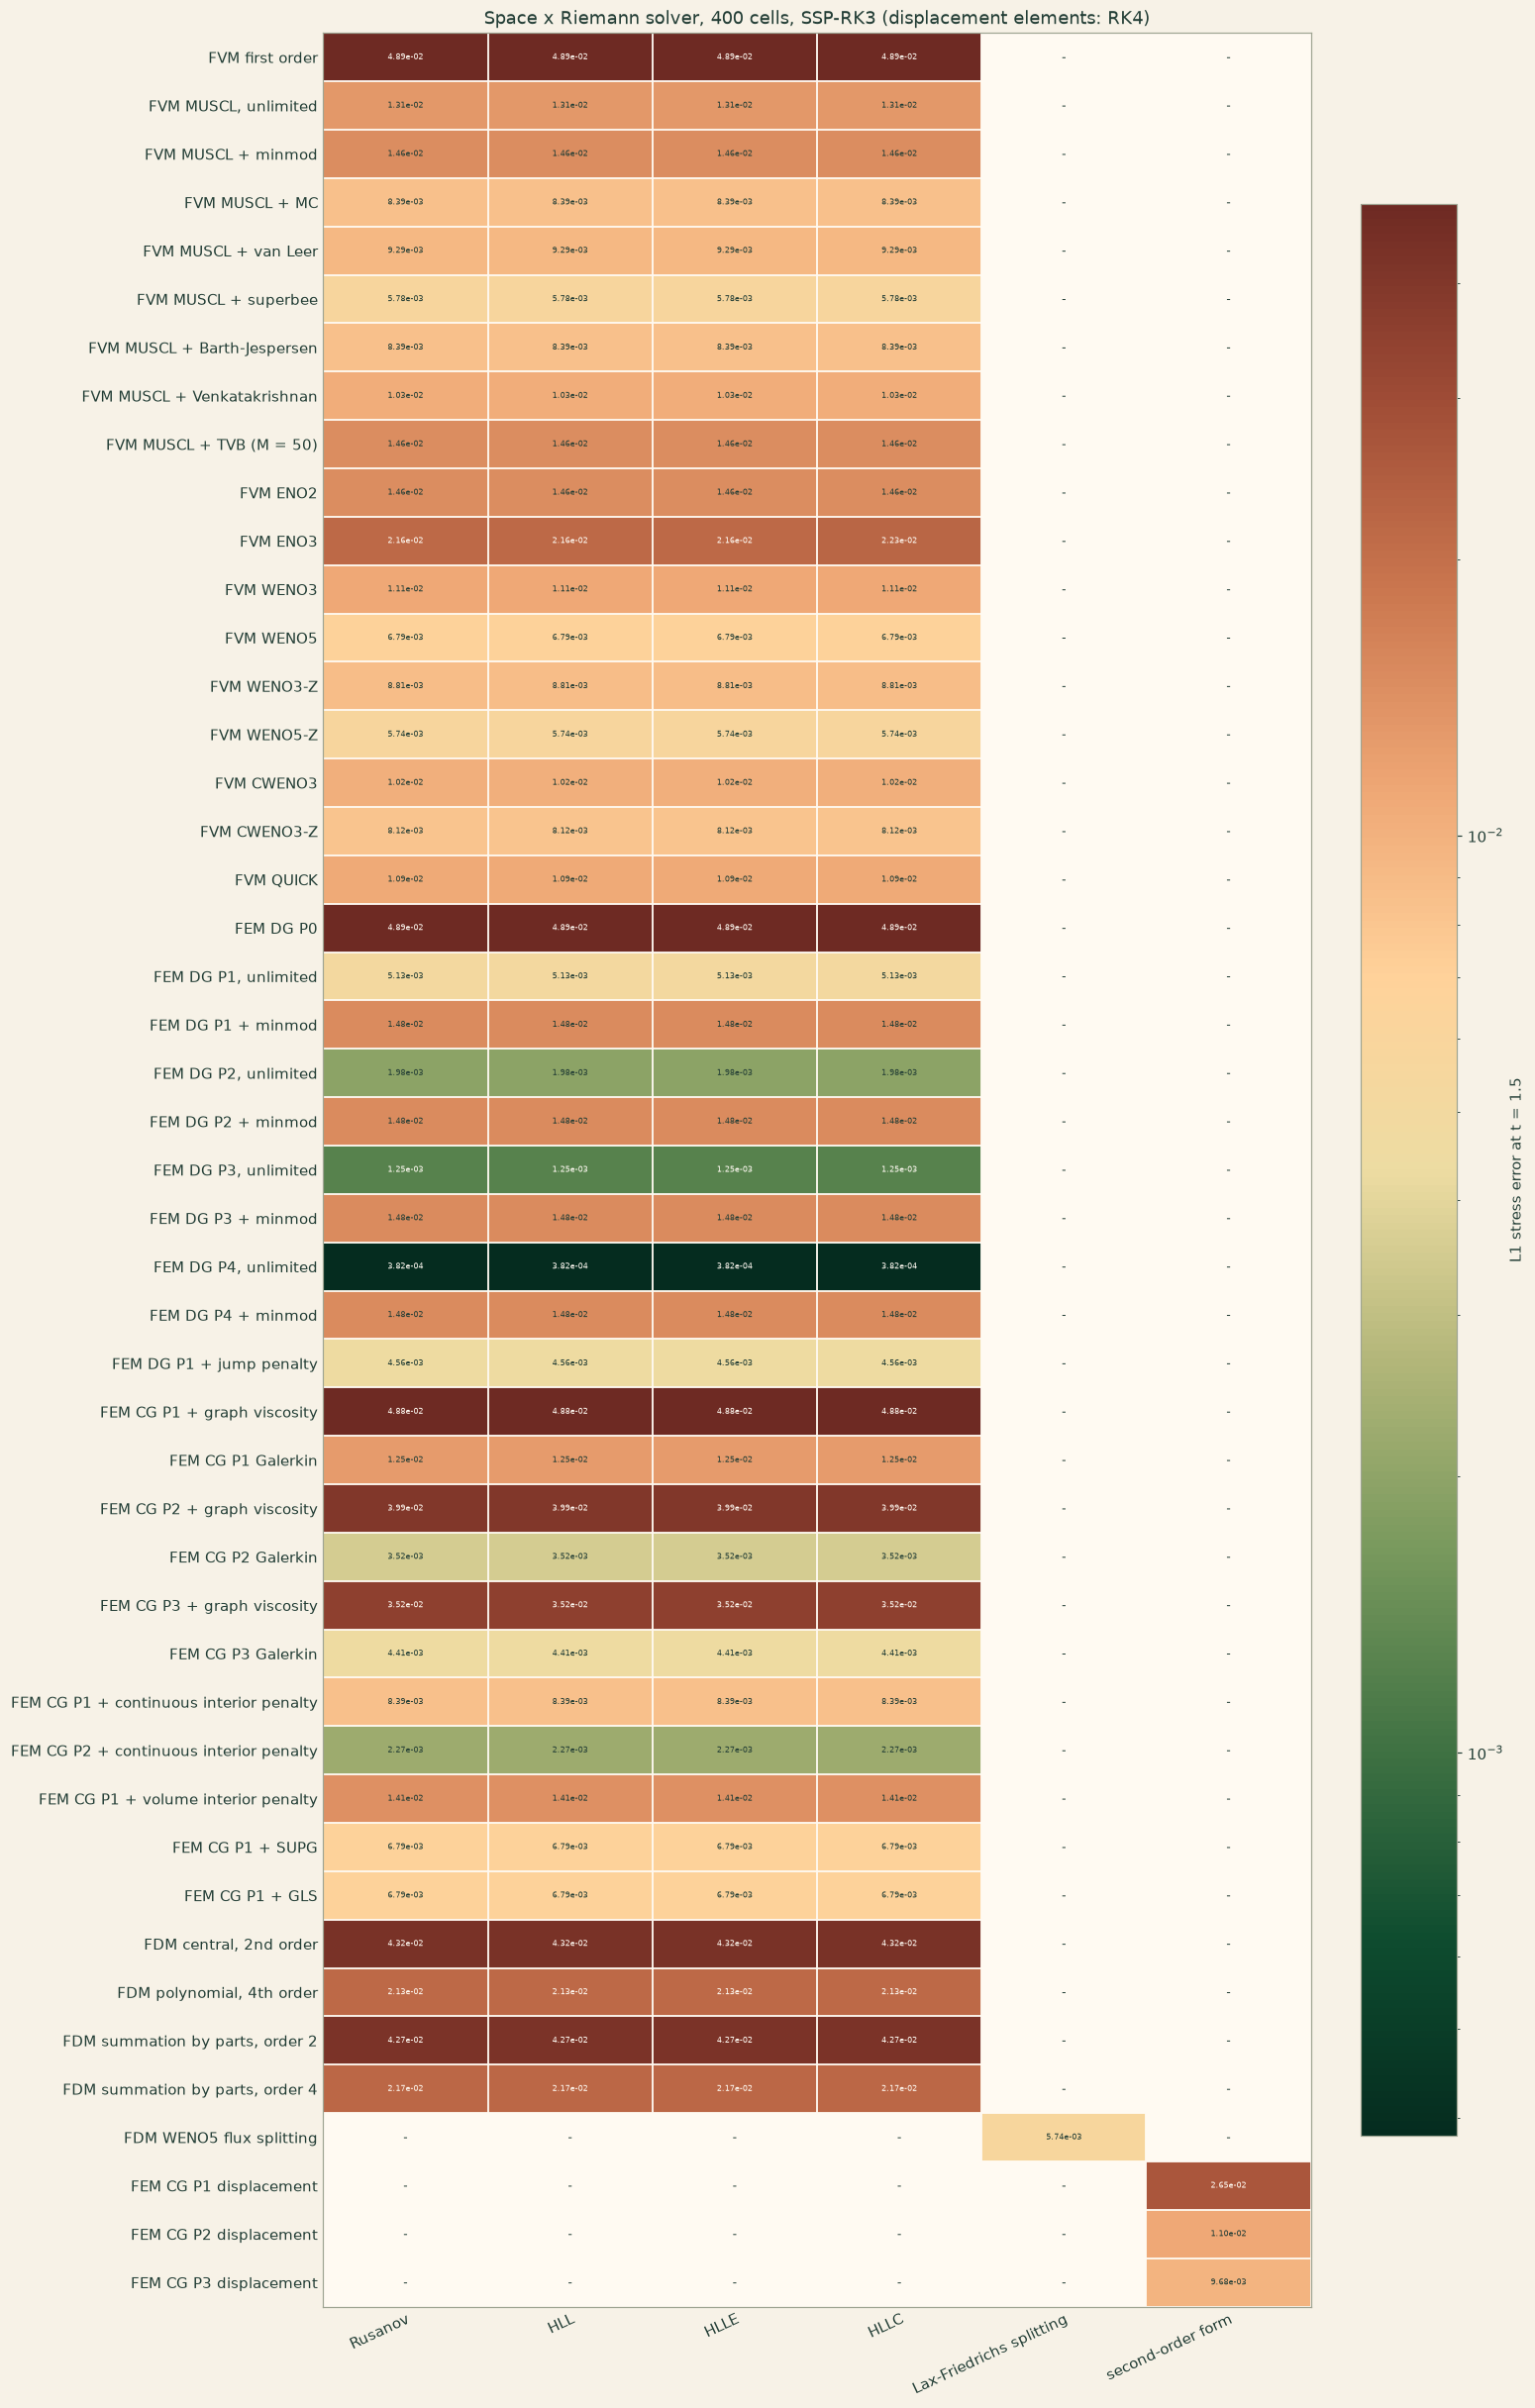 Space x Riemann solver, 400 cells, SSP-RK3 (displacement elements: RK4)
FVM first order 4.89e-02 4.89e-02 4.89e-02 4.89e-02 - -
FVM MUSCL, unlimited 1.31e-02 1.31e-02 1.31e-02 1.31e-02 - -
FVM MUSCL + minmod 1.46e-02 1.46e-02 1.46e-02 1.46e-02 - -
FVM MUSCL + MC 8.39e-03 8.39e-03 8.39e-03 8.39e-03 - -
FVM MUSCL + van Leer 9.29e-03 9.29e-03 9.29e-03 9.29e-03 - -
FVM MUSCL + superbee 5.78e-03 5.78e-03 5.78e-03 5.78e-03 - -
FVM MUSCL + Barth-Jespersen 8.39e-03 8.39e-03 8.39e-03 8.39e-03 - -
FVM MUSCL + Venkatakrishnan 1.03e-02 1.03e-02 1.03e-02 1.03e-02 - -
FVM MUSCL + TVB (M = 50) 1.46e-02 1.46e-02 1.46e-02 1.46e-02 - -
FVM ENO2 1.46e-02 1.46e-02 1.46e-02 1.46e-02 - -
FVM ENO3 2.16e-02 2.16e-02 2.16e-02 2.23e-02 - -
FVM WENO3 1.11e-02 1.11e-02 1.11e-02 1.11e-02 - -
FVM WENO5 6.79e-03 6.79e-03 6.79e-03 6.79e-03 - -
FVM WENO3-Z 8.81e-03 8.81e-03 8.81e-03 8.81e-03 - -
FVM WENO5-Z 5.74e-03 5.74e-03 5.74e-03 5.74e-03 - -
FVM CWENO3 1.02e-02 1.02e-02 1.02e-02 1.02e-02 - -
FVM CWENO3-Z 8.12e-03 8.12e-03 8.12e-03 8.12e-03 - -
FVM QUICK 1.09e-02 1.09e-02 1.09e-02 1.09e-02 - -
FEM DG P0 4.89e-02 4.89e-02 4.89e-02 4.89e-02 - -
FEM DG P1, unlimited 5.13e-03 5.13e-03 5.13e-03 5.13e-03 - -
FEM DG P1 + minmod 1.48e-02 1.48e-02 1.48e-02 1.48e-02 - -
FEM DG P2, unlimited 1.98e-03 1.98e-03 1.98e-03 1.98e-03 - -
FEM DG P2 + minmod 1.48e-02 1.48e-02 1.48e-02 1.48e-02 - -
FEM DG P3, unlimited 1.25e-03 1.25e-03 1.25e-03 1.25e-03 - -
FEM DG P3 + minmod 1.48e-02 1.48e-02 1.48e-02 1.48e-02 - -
FEM DG P4, unlimited 3.82e-04 3.82e-04 3.82e-04 3.82e-04 - -
FEM DG P4 + minmod 1.48e-02 1.48e-02 1.48e-02 1.48e-02 - -
FEM DG P1 + jump penalty 4.56e-03 4.56e-03 4.56e-03 4.56e-03 - -
FEM CG P1 + graph viscosity 4.88e-02 4.88e-02 4.88e-02 4.88e-02 - -
FEM CG P1 Galerkin 1.25e-02 1.25e-02 1.25e-02 1.25e-02 - -
FEM CG P2 + graph viscosity 3.99e-02 3.99e-02 3.99e-02 3.99e-02 - -
FEM CG P2 Galerkin 3.52e-03 3.52e-03 3.52e-03 3.52e-03 - -
FEM CG P3 + graph viscosity 3.52e-02 3.52e-02 3.52e-02 3.52e-02 - -
FEM CG P3 Galerkin 4.41e-03 4.41e-03 4.41e-03 4.41e-03 - -
FEM CG P1 + continuous interior penalty 8.39e-03 8.39e-03 8.39e-03 8.39e-03 - -
FEM CG P2 + continuous interior penalty 2.27e-03 2.27e-03 2.27e-03 2.27e-03 - -
FEM CG P1 + volume interior penalty 1.41e-02 1.41e-02 1.41e-02 1.41e-02 - -
FEM CG P1 + SUPG 6.79e-03 6.79e-03 6.79e-03 6.79e-03 - -
FEM CG P1 + GLS 6.79e-03 6.79e-03 6.79e-03 6.79e-03 - -
FDM central, 2nd order 4.32e-02 4.32e-02 4.32e-02 4.32e-02 - -
FDM polynomial, 4th order 2.13e-02 2.13e-02 2.13e-02 2.13e-02 - -
FDM summation by parts, order 2 4.27e-02 4.27e-02 4.27e-02 4.27e-02 - -
FDM summation by parts, order 4 2.17e-02 2.17e-02 2.17e-02 2.17e-02 - -
FDM WENO5 flux splitting - - - - 5.74e-03 -
FEM CG P1 displacement - - - - - 2.65e-02
FEM CG P2 displacement - - - - - 1.10e-02
FEM CG P3 displacement - - - - - 9.68e-03
Rusanov HLL HLLE HLLC Lax-Friedrichs splitting second-order form
10⁻²
10⁻³
L1 stress error at t = 1.5